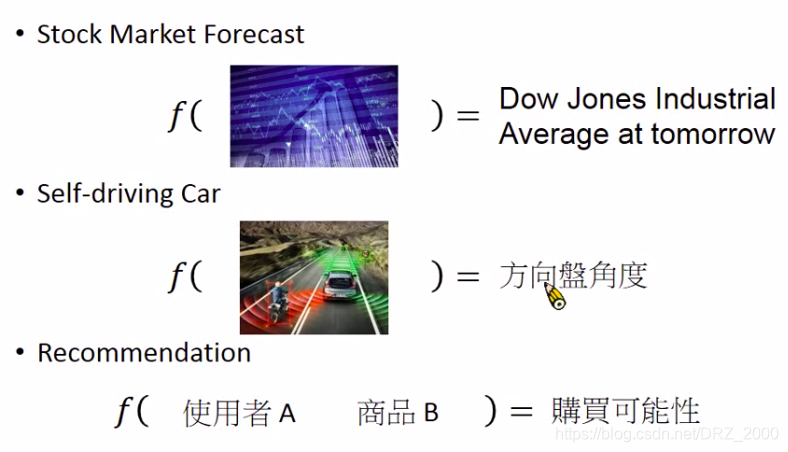 • Stock Market Forecast
f( ) = Dow Jones Industrial
Average at tomorrow
• Self-driving Car
f( ) = 方向盤角度
• Recommendation
f( 使用者 A 商品 B ) = 購買可能性
https://blog.csdn.net/DRZ_2000